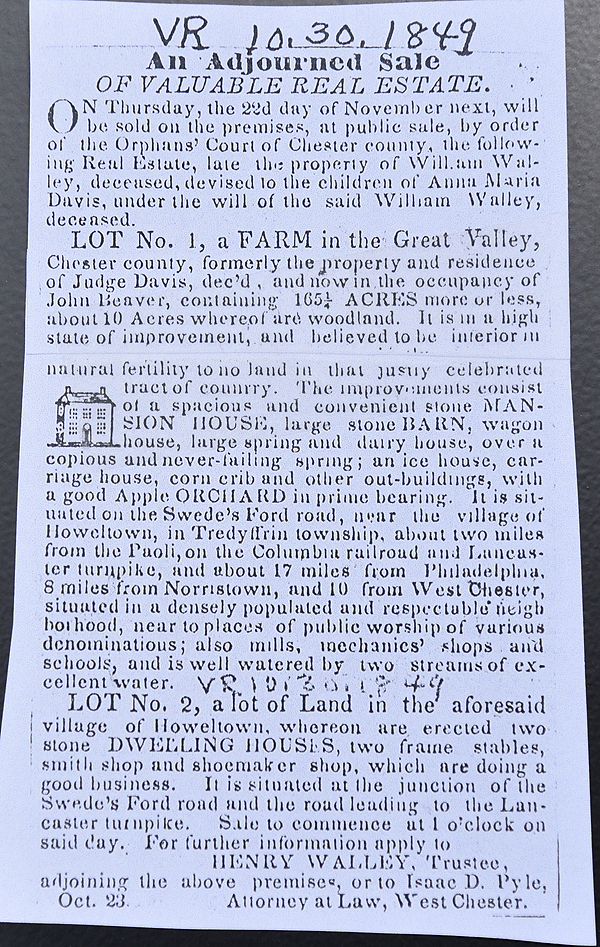 VR 10.30.1849
An Adjourned Sale
OF VALUABLE REAL ESTATE.
ON Thursday, the 22d day of November next, will
be sold on the premises, at public sale, by order
of the Orphans' Court of Chester county, the follow-
ing Real Estate, late the property of William Wal-
ley, deceased, devised to the children of Anna Maria
Davis, under the will of the said William Walley,
deceased.
LOT No. 1, a FARM in the Great Valley,
Chester county, formerly the property and residence
of Judge Davis, dec'd, and now in the occupancy of
John Beaver, containing 165½ ACRES more or less,
about 10 Acres whereof are woodland. It is in a high
state of improvement, and believed to be inferior in
natural fertility to no land in that justly celebrated
tract of country. The improvements consist
of a spacious and convenient stone MAN-
SION HOUSE, large stone BARN, wagon
house, large spring and dairy house, over a
copious and never-failing spring; an ice house, car-
riage house, corn crib and other out-buildings, with
a good Apple ORCHARD in prime bearing. It is sit-
uated on the Swede's Ford road, near the village of
Howeltown, in Tredyffrin township, about two miles
from the Paoli, on the Columbia railroad and Lancas-
ter turnpike, and about 17 miles from Philadelphia,
8 miles from Norristown, and 10 from West Chester,
situated in a densely populated and respectable neigh
borhood, near to places of public worship of various
denominatinos; also mills, mechanics' shops and
schools, and is well watered by two streams of ex-
cellent water. VR 10.30.1849
LOT No. 2, a lot of Land in the aforesaid
village of Howeltown, whereon are erected two
stone DWELLING HOUSES, two frame stables,
smith shop and shoemaker shop, which are doing a
good business. It is situated at the junction of the
Swede's Ford road and the road leading to the Lan-
caster turnpike. Sale to commence at 1 o'clock on
said day. For further information apply to
HENRY WALLEY, Trustee,
adjoining the above premises, or to Isaac D. Pyle,
Oct. 23. Attorney at Law, West Chester.